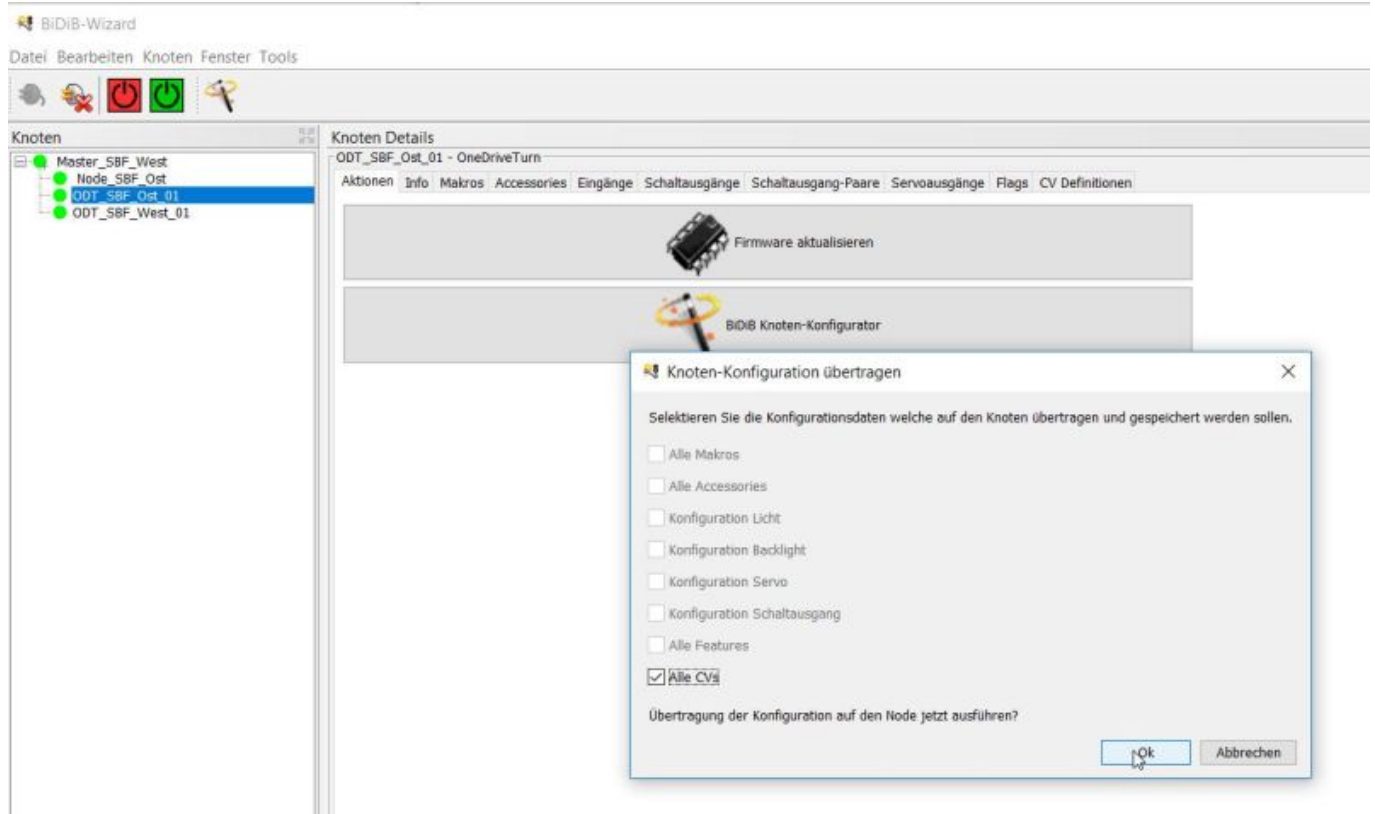 BiDiB-Wizard
Datei Bearbeiten Knoten Fenster Tools
Knoten
Master_SBF_West
Node_SBF_Ost
ODT_SBF_Ost_01
ODT_SBF_West_01
Knoten Details
ODT_SBF_Ost_01 - OneDriveTurn
Aktionen Info Makros Accessories Eingänge Schaltausgänge Schaltausgang-Paare Servoausgänge Flags CV Definitionen
Firmware aktualisieren
BiDiB Knoten-Konfigurator
Knoten-Konfiguration übertragen
Selektieren Sie die Konfigurationsdaten welche auf den Knoten übertragen und gespeichert werden sollen.
Alle Makros
Alle Accessories
Konfiguration Licht
Konfiguration Backlight
Konfiguration Servo
Konfiguration Schaltausgang
Alle Features
Alle CVs
Übertragung der Konfiguration auf den Node jetzt ausführen?
Ok Abbrechen